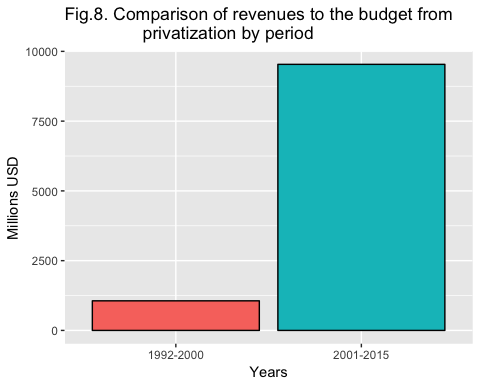 Fig.8. Comparison of revenues to the budget from
privatization by period
10000
7500
5000
2500
0
Millions USD
1992-2000
2001-2015
Years